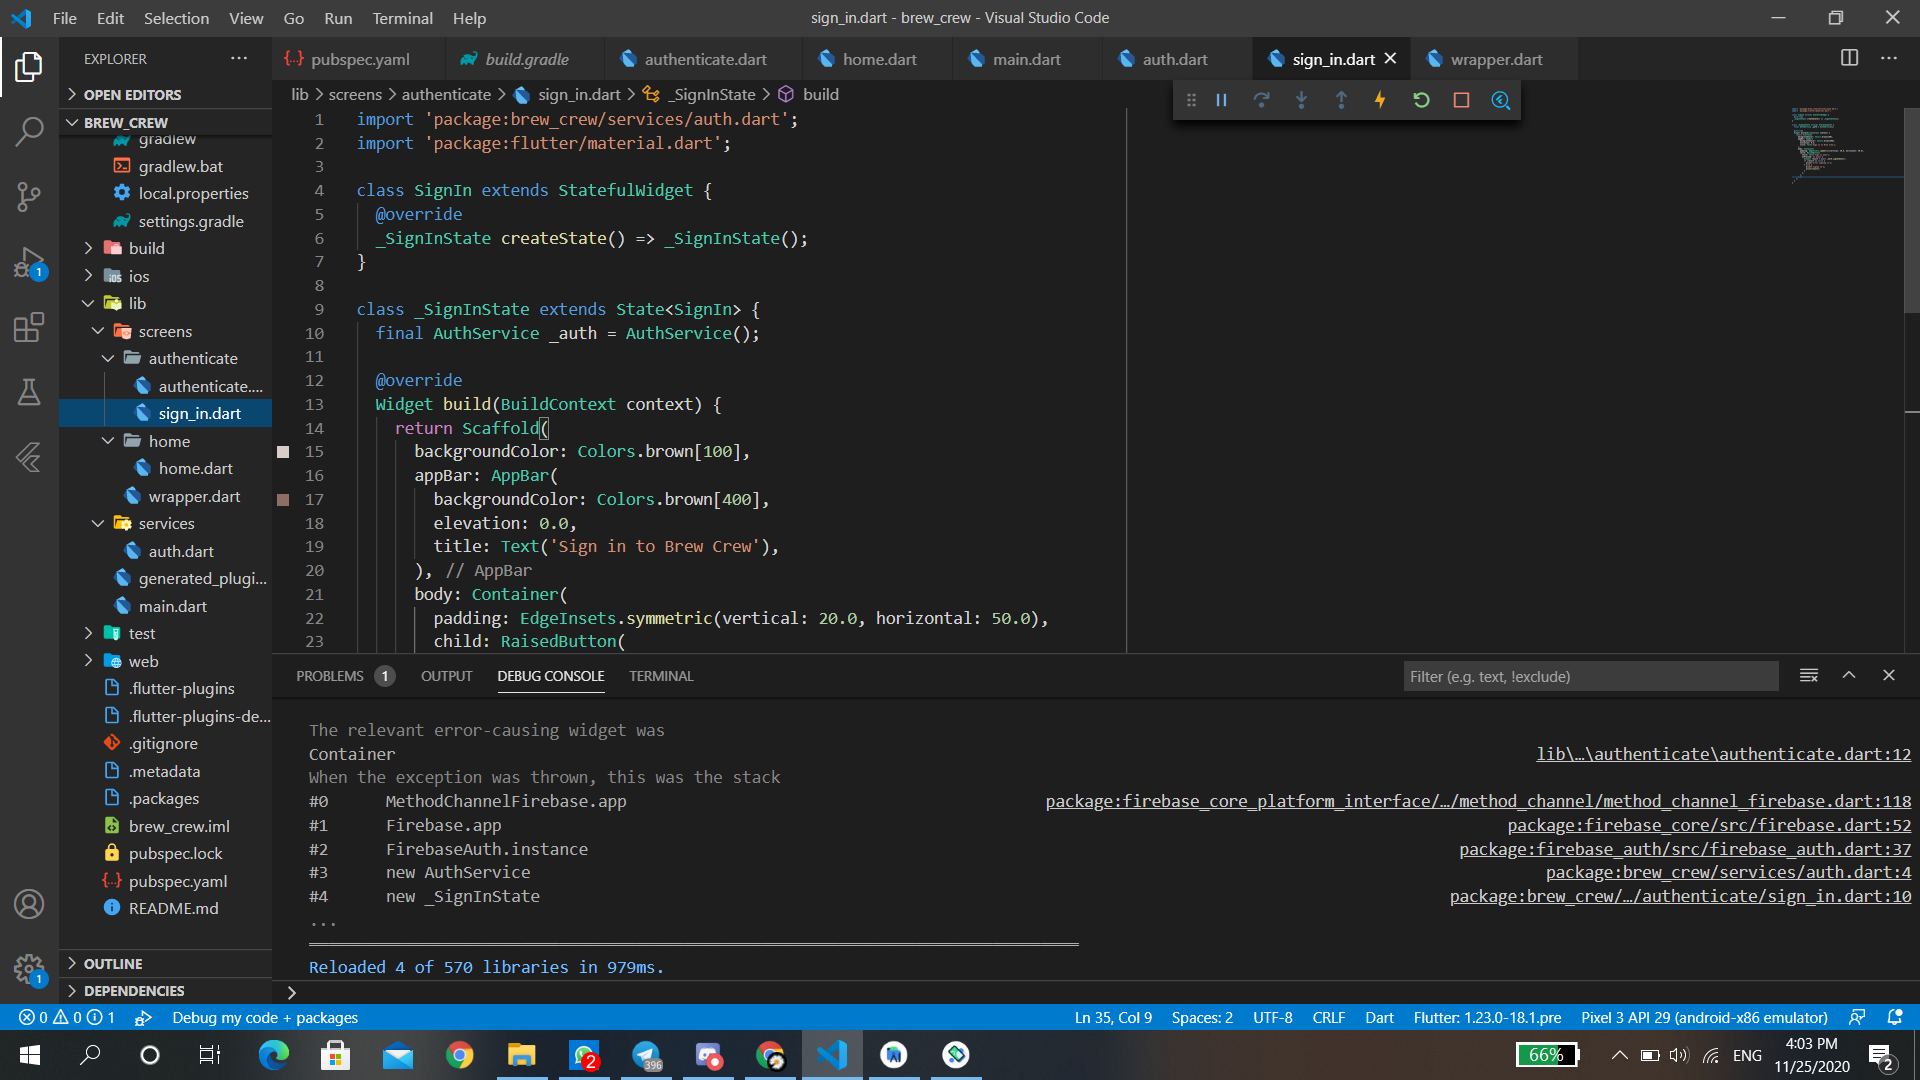 File Edit Selection View Go Run Terminal Help
sign_in.dart - brew_crew - Visual Studio Code
EXPLORER
pubspec.yaml
build.gradle
authenticate.dart
home.dart
main.dart
auth.dart
sign_in.dart
wrapper.dart
lib > screens > authenticate > sign_in.dart > _SignInState > build
OPEN EDITORS
BREW_CREW
gradlew
gradlew.bat
local.properties
settings.gradle
build
ios
lib
screens
authenticate
authenticate....
sign_in.dart
home
home.dart
wrapper.dart
services
auth.dart
generated_plugi...
main.dart
test
web
.flutter-plugins
.flutter-plugins-de...
.gitignore
.metadata
.packages
brew_crew.iml
pubspec.lock
pubspec.yaml
README.md
OUTLINE
DEPENDENCIES
1
1
1 import 'package:brew_crew/services/auth.dart';
2 import 'package:flutter/material.dart';
3
4 class SignIn extends StatefulWidget {
5 @override
6 _SignInState createState() => _SignInState();
7 }
8
9 class _SignInState extends State<SignIn> {
10 final AuthService _auth = AuthService();
11
12 @override
13 Widget build(BuildContext context) {
14 return Scaffold(
15 backgroundColor: Colors.brown[100],
16 appBar: AppBar(
17 backgroundColor: Colors.brown[400],
18 elevation: 0.0,
19 title: Text('Sign in to Brew Crew'),
20 ), // AppBar
21 body: Container(
22 padding: EdgeInsets.symmetric(vertical: 20.0, horizontal: 50.0),
23 child: RaisedButton(
PROBLEMS 1 OUTPUT DEBUG CONSOLE TERMINAL
Filter (e.g. text, !exclude)
The relevant error-causing widget was
Container lib\...\authenticate\authenticate.dart:12
When the exception was thrown, this was the stack
#0 MethodChannelFirebase.app package:firebase_core_platform_interface/.../method_channel/method_channel_firebase.dart:118
#1 Firebase.app package:firebase_core/src/firebase.dart:52
#2 FirebaseAuth.instance package:firebase_auth/src/firebase_auth.dart:37
#3 new AuthService package:brew_crew/services/auth.dart:4
#4 new _SignInState package:brew_crew/.../authenticate/sign_in.dart:10
...
Reloaded 4 of 570 libraries in 979ms.
0 0 1 Debug my code + packages
Ln 35, Col 9 Spaces: 2 UTF-8 CRLF Dart Flutter: 1.23.0-18.1.pre Pixel 3 API 29 (android-x86 emulator)
2
396
66%
ENG
4:03 PM
11/25/2020
2